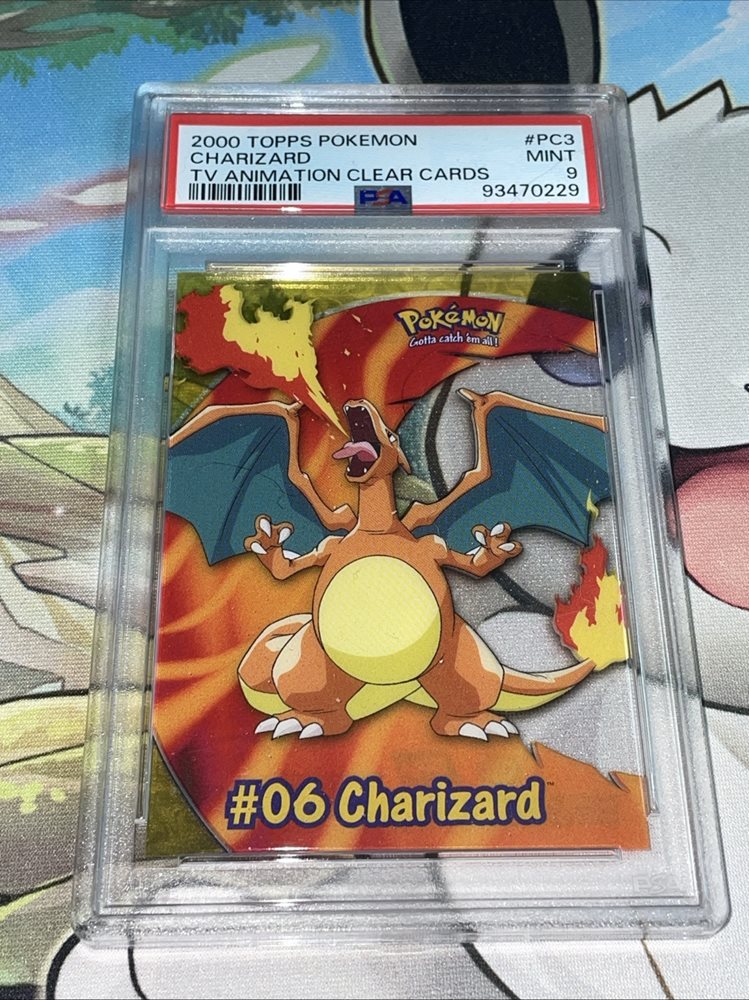 2000 TOPPS POKEMON #PC3
CHARIZARD MINT
TV ANIMATION CLEAR CARDS 9
PSA 93470229
POKéMON
Gotta catch 'em all!
#06 Charizard™